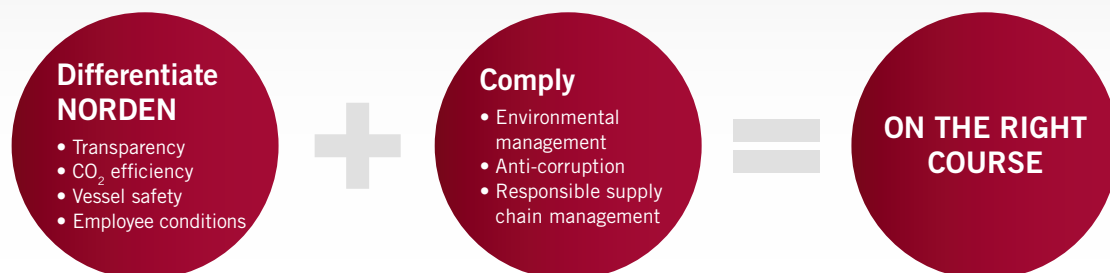 Differentiate
NORDEN
• Transparency
• CO₂ efficiency
• Vessel safety
• Employee conditions
+
Comply
• Environmental
management
• Anti-corruption
• Responsible supply
chain management
=
ON THE RIGHT
COURSE